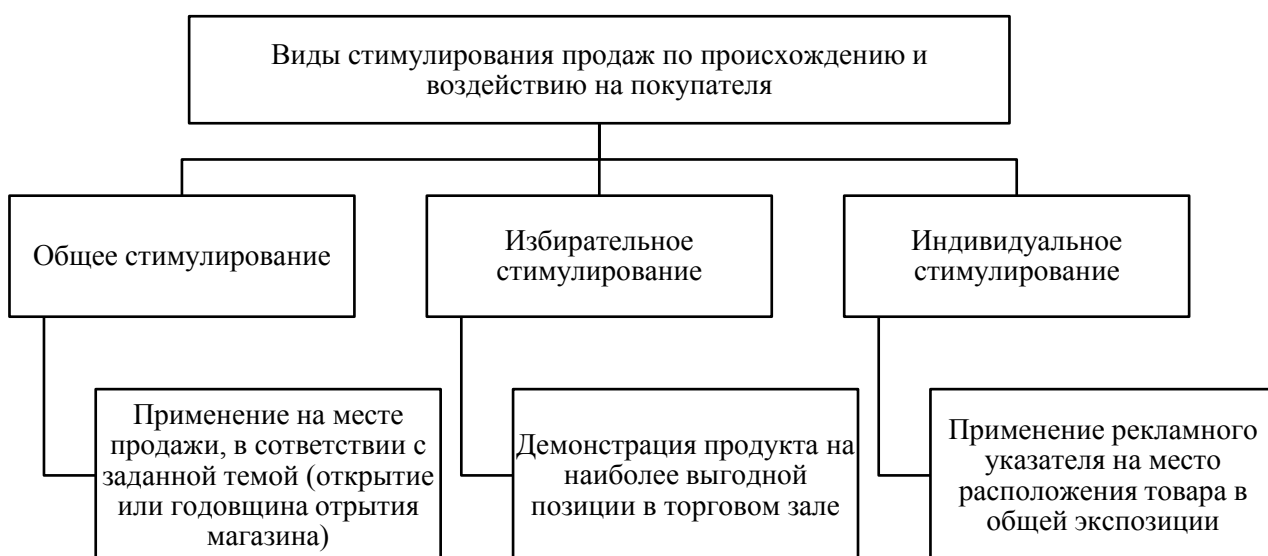 Виды стимулирования продаж по происхождению и
воздействию на покупателя
Общее стимулирование
Избирательное
стимулирование
Индивидуальное
стимулирование
Применение на месте
продажи, в сответствии с
заданной темой (открытие
или годовщина отрытия
магазина)
Демонстрация продукта на
наиболее выгодной
позиции в торговом зале
Применение рекламного
указателя на место
расположения товара в
общей экспозиции